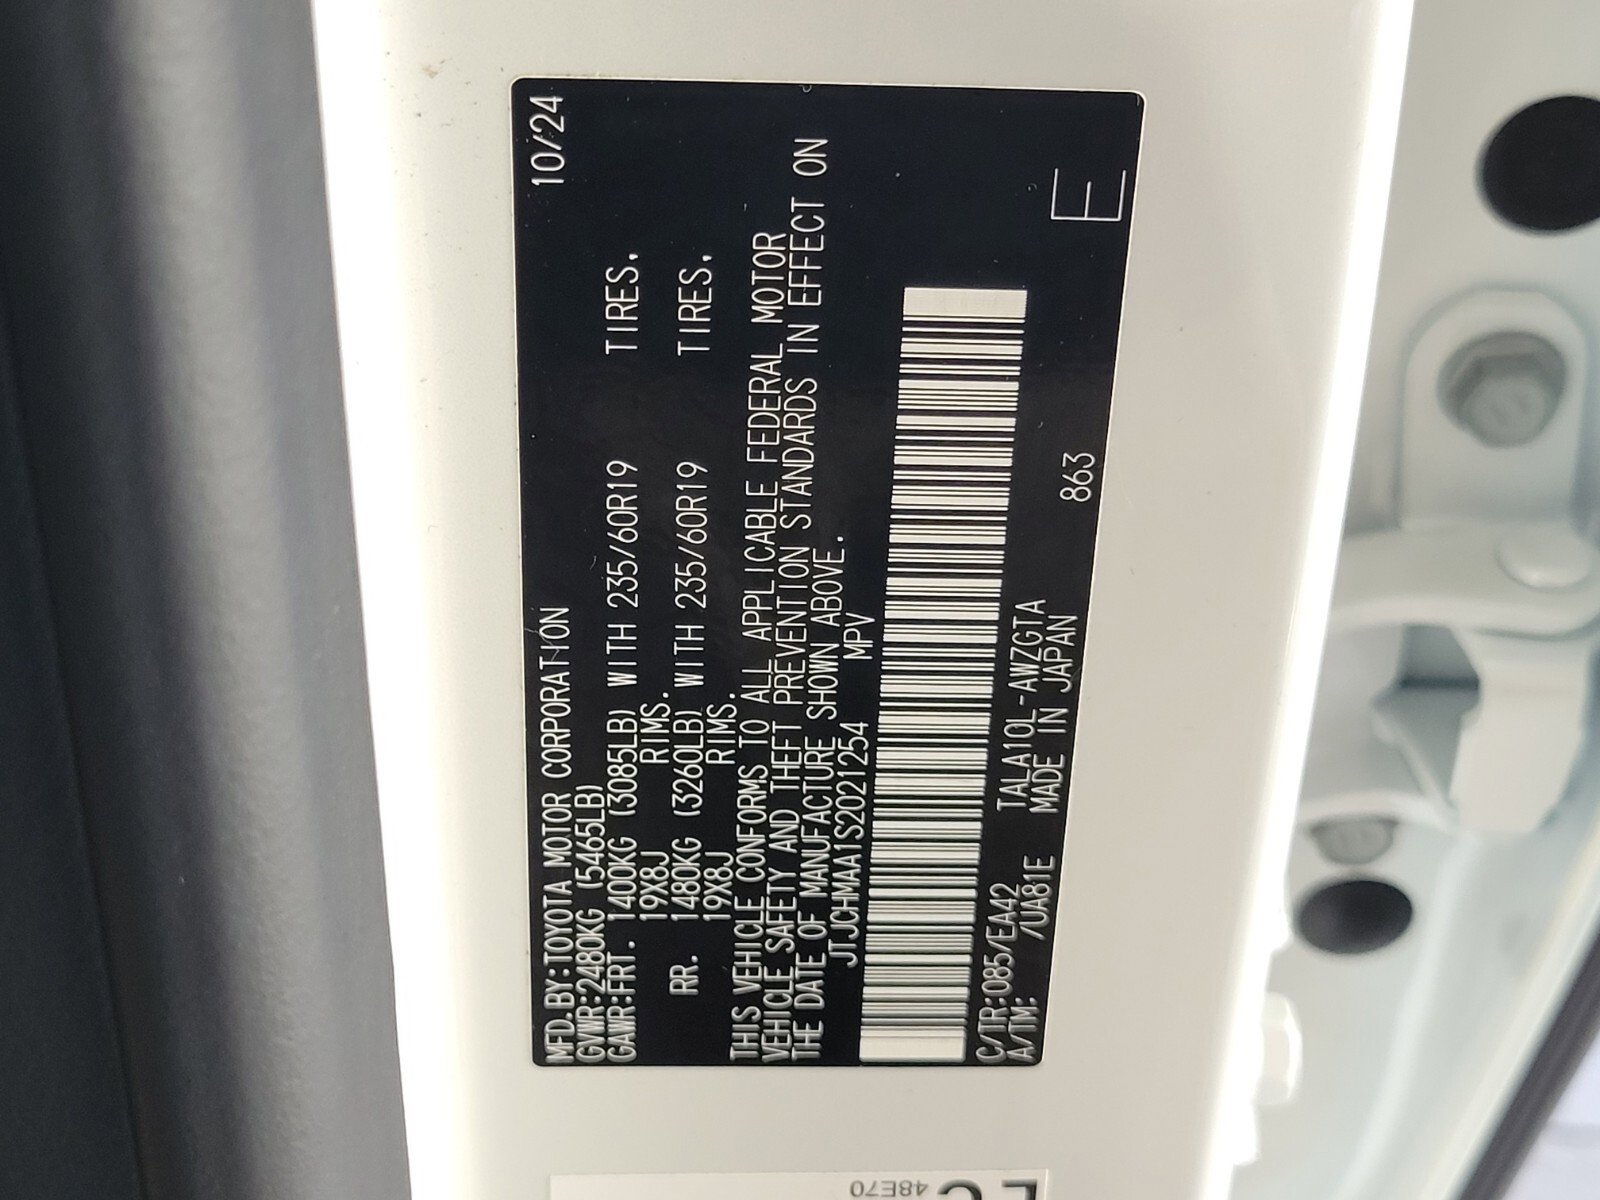 MFD.BY:TOYOTA MOTOR CORPORATION 10/24
GVWR:2480KG (5465LB)
GAWR:FRT. 1400KG (3085LB) WITH 235/60R19 TIRES,
19X8J RIMS.
RR. 1480KG (3260LB) WITH 235/60R19 TIRES,
19X8J RIMS.
THIS VEHICLE CONFORMS TO ALL APPLICABLE FEDERAL MOTOR
VEHICLE SAFETY AND THEFT PREVENTION STANDARDS IN EFFECT ON
THE DATE OF MANUFACTURE SHOWN ABOVE.
JTJCHMAA1S2021254 MPV
C/TR:085/EA42 TALA10L-AWZGTA 863
A/TM: /UA81E MADE IN JAPAN
E
48E70